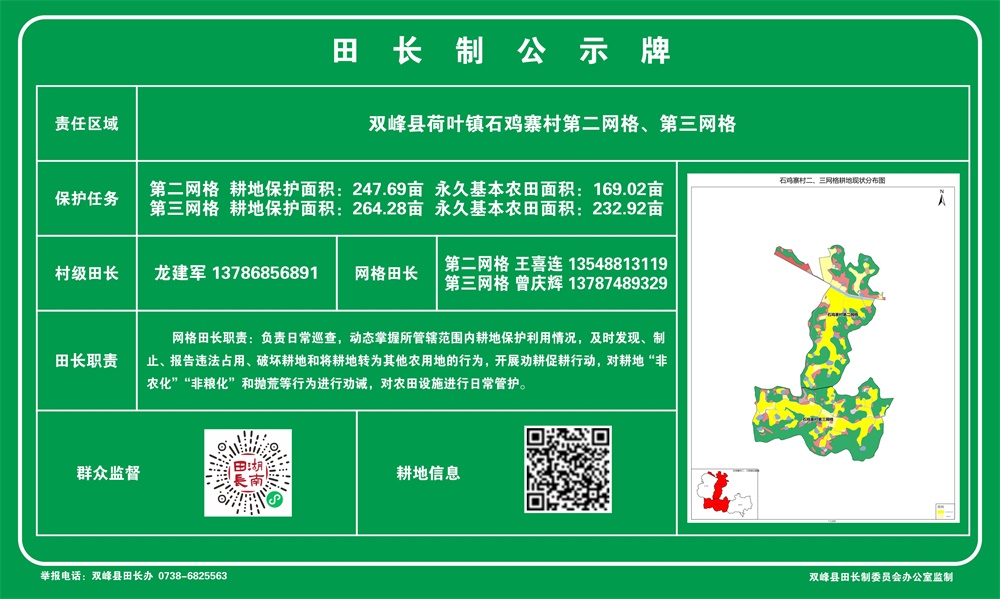 田长制公示牌
责任区域
双峰县荷叶镇石鸡寨村第二网格、第三网格
保护任务
第二网格 耕地保护面积：247.69亩 永久基本农田面积：169.02亩
第三网格 耕地保护面积：264.28亩 永久基本农田面积：232.92亩
村级田长
龙建军 13786856891
网格田长
第二网格 王喜连 13548813119
第三网格 曾庆辉 13787489329
田长职责
网格田长职责：负责日常巡查，动态掌握所管辖范围内耕地保护利用情况，及时发现、制
止、报告违法占用、破坏耕地和将耕地转为其他农用地的行为，开展劝耕促耕行动，对耕地“非
农化”“非粮化”和抛荒等行为进行劝诫，对农田设施进行日常管护。
群众监督
湖南
田長
耕地信息
石鸡寨村二、三网格耕地现状分布图
N
石鸡寨村第二网格
石鸡寨村第三网格
举报电话：双峰县田长办 0738-6825563
双峰县田长制委员会办公室监制